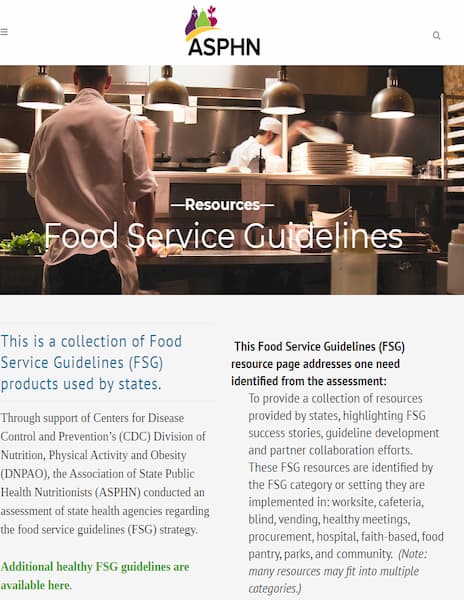 ASPHN
—Resources—
Food Service Guidelines
This is a collection of Food
Service Guidelines (FSG)
products used by states.
Through support of Centers for Disease
Control and Prevention’s (CDC) Division of
Nutrition, Physical Activity and Obesity
(DNPAO), the Association of State Public
Health Nutritionists (ASPHN) conducted an
assessment of state health agencies regarding
the food service guidelines (FSG) strategy.
Additional healthy FSG guidelines are
available here.
This Food Service Guidelines (FSG)
resource page addresses one need
identified from the assessment:
To provide a collection of resources
provided by states, highlighting FSG
success stories, guideline development
and partner collaboration efforts.
These FSG resources are identified by
the FSG category or setting they are
implemented in: worksite, cafeteria,
blind, vending, healthy meetings,
procurement, hospital, faith-based, food
pantry, parks, and community.  (Note:
many resources may fit into multiple
categories.)